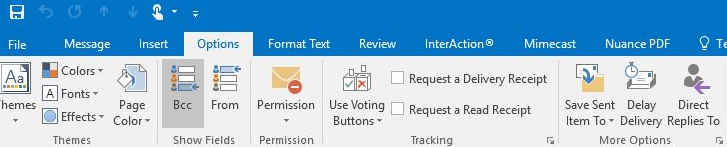 File Message Insert Options Format Text Review InterAction® Mimecast Nuance PDF
Colors
Fonts
Effects
Page Color
Themes
Bcc
From
Show Fields
Permission
Permission
Use Voting Buttons
Request a Delivery Receipt
Request a Read Receipt
Tracking
Save Sent Item To
Delay Delivery
Direct Replies To
More Options